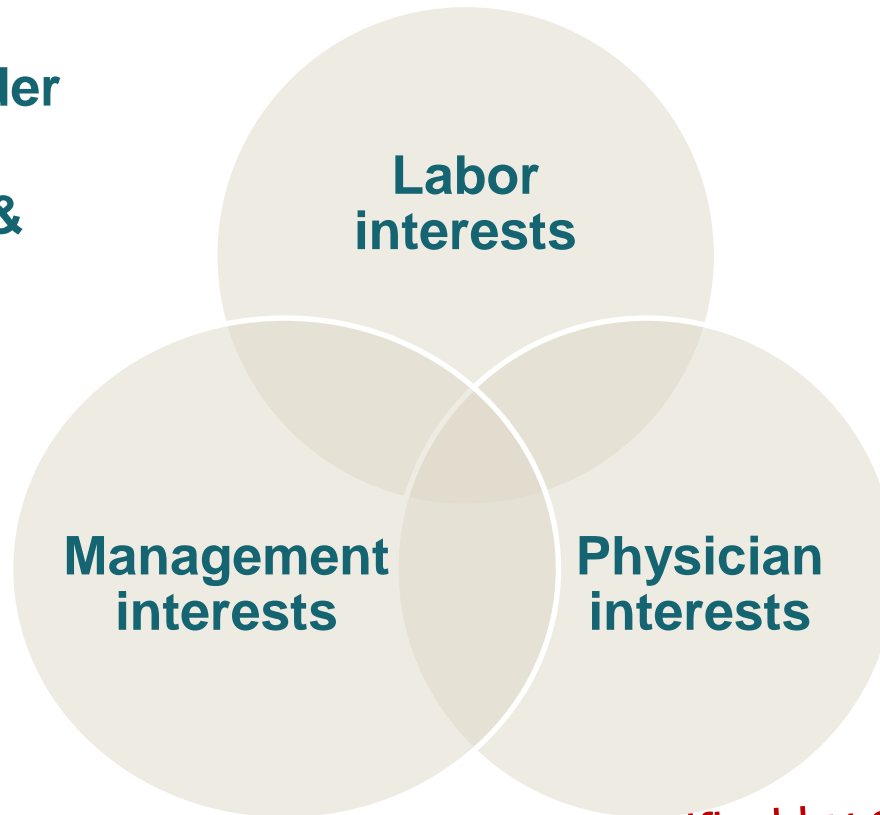 &
Labor
interests
Management
interests
Physician
interests